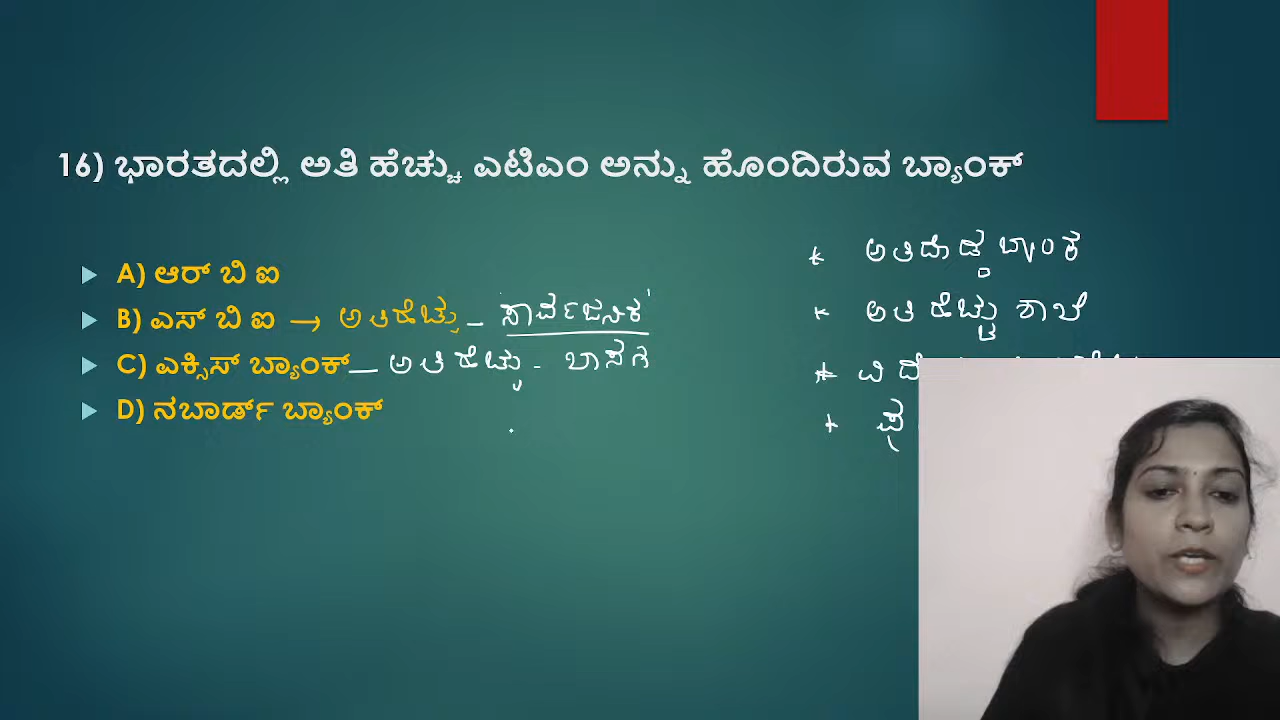 16) ಭಾರತದಲ್ಲಿ ಅತಿ ಹೆಚ್ಚು ಎಟಿಎಂ ಅನ್ನು ಹೊಂದಿರುವ ಬ್ಯಾಂಕ್
A) ಆರ್ ಬಿ ಐ
B) ಎಸ್ ಬಿ ಐ → ಅತಿಹೆಚ್ಚು - ಸಾರ್ವಜನಿಕ
C) ಎಕ್ಸಿಸ್ ಬ್ಯಾಂಕ್ — ಅತಿ ಹೆಚ್ಚು - ಖಾಸಗಿ
D) ನಬಾರ್ಡ್ ಬ್ಯಾಂಕ್
* ಅತಿದೊಡ್ಡ ಬ್ಯಾಂಕ
* ಅತಿ ಹೆಚ್ಚು ಶಾಖೆ